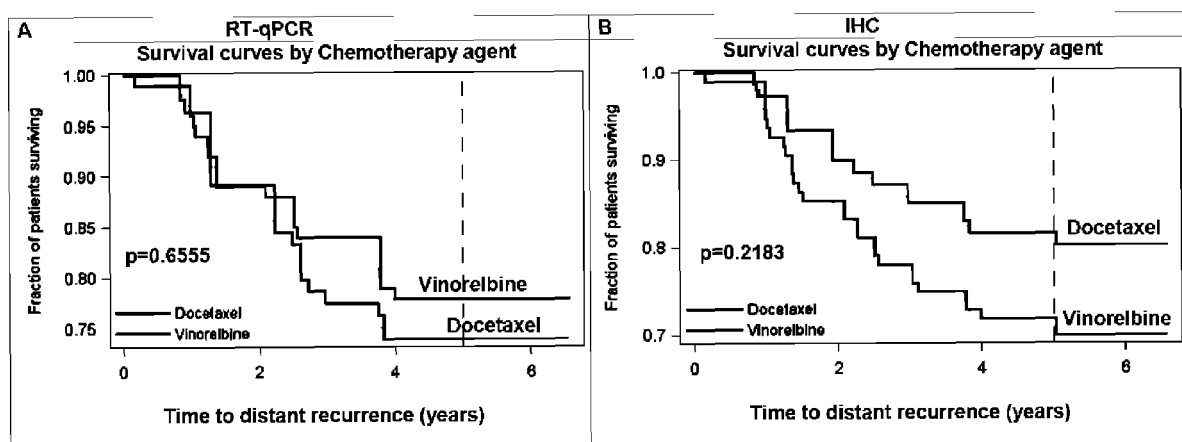 A
RT-qPCR
Survival curves by Chemotherapy agent
Fraction of patients surviving
1.00
0.95
0.90
0.85
0.80
0.75
p=0.6555
Vinorelbine
Docetaxel
Docetaxel
Vinorelbine
0 2 4 6
Time to distant recurrence (years)
B
IHC
Survival curves by Chemotherapy agent
Fraction of patients surviving
1.0
0.9
0.8
0.7
Docetaxel
p=0.2183
Docetaxel
Vinorelbine
Vinorelbine
0 2 4 6
Time to distant recurrence (years)